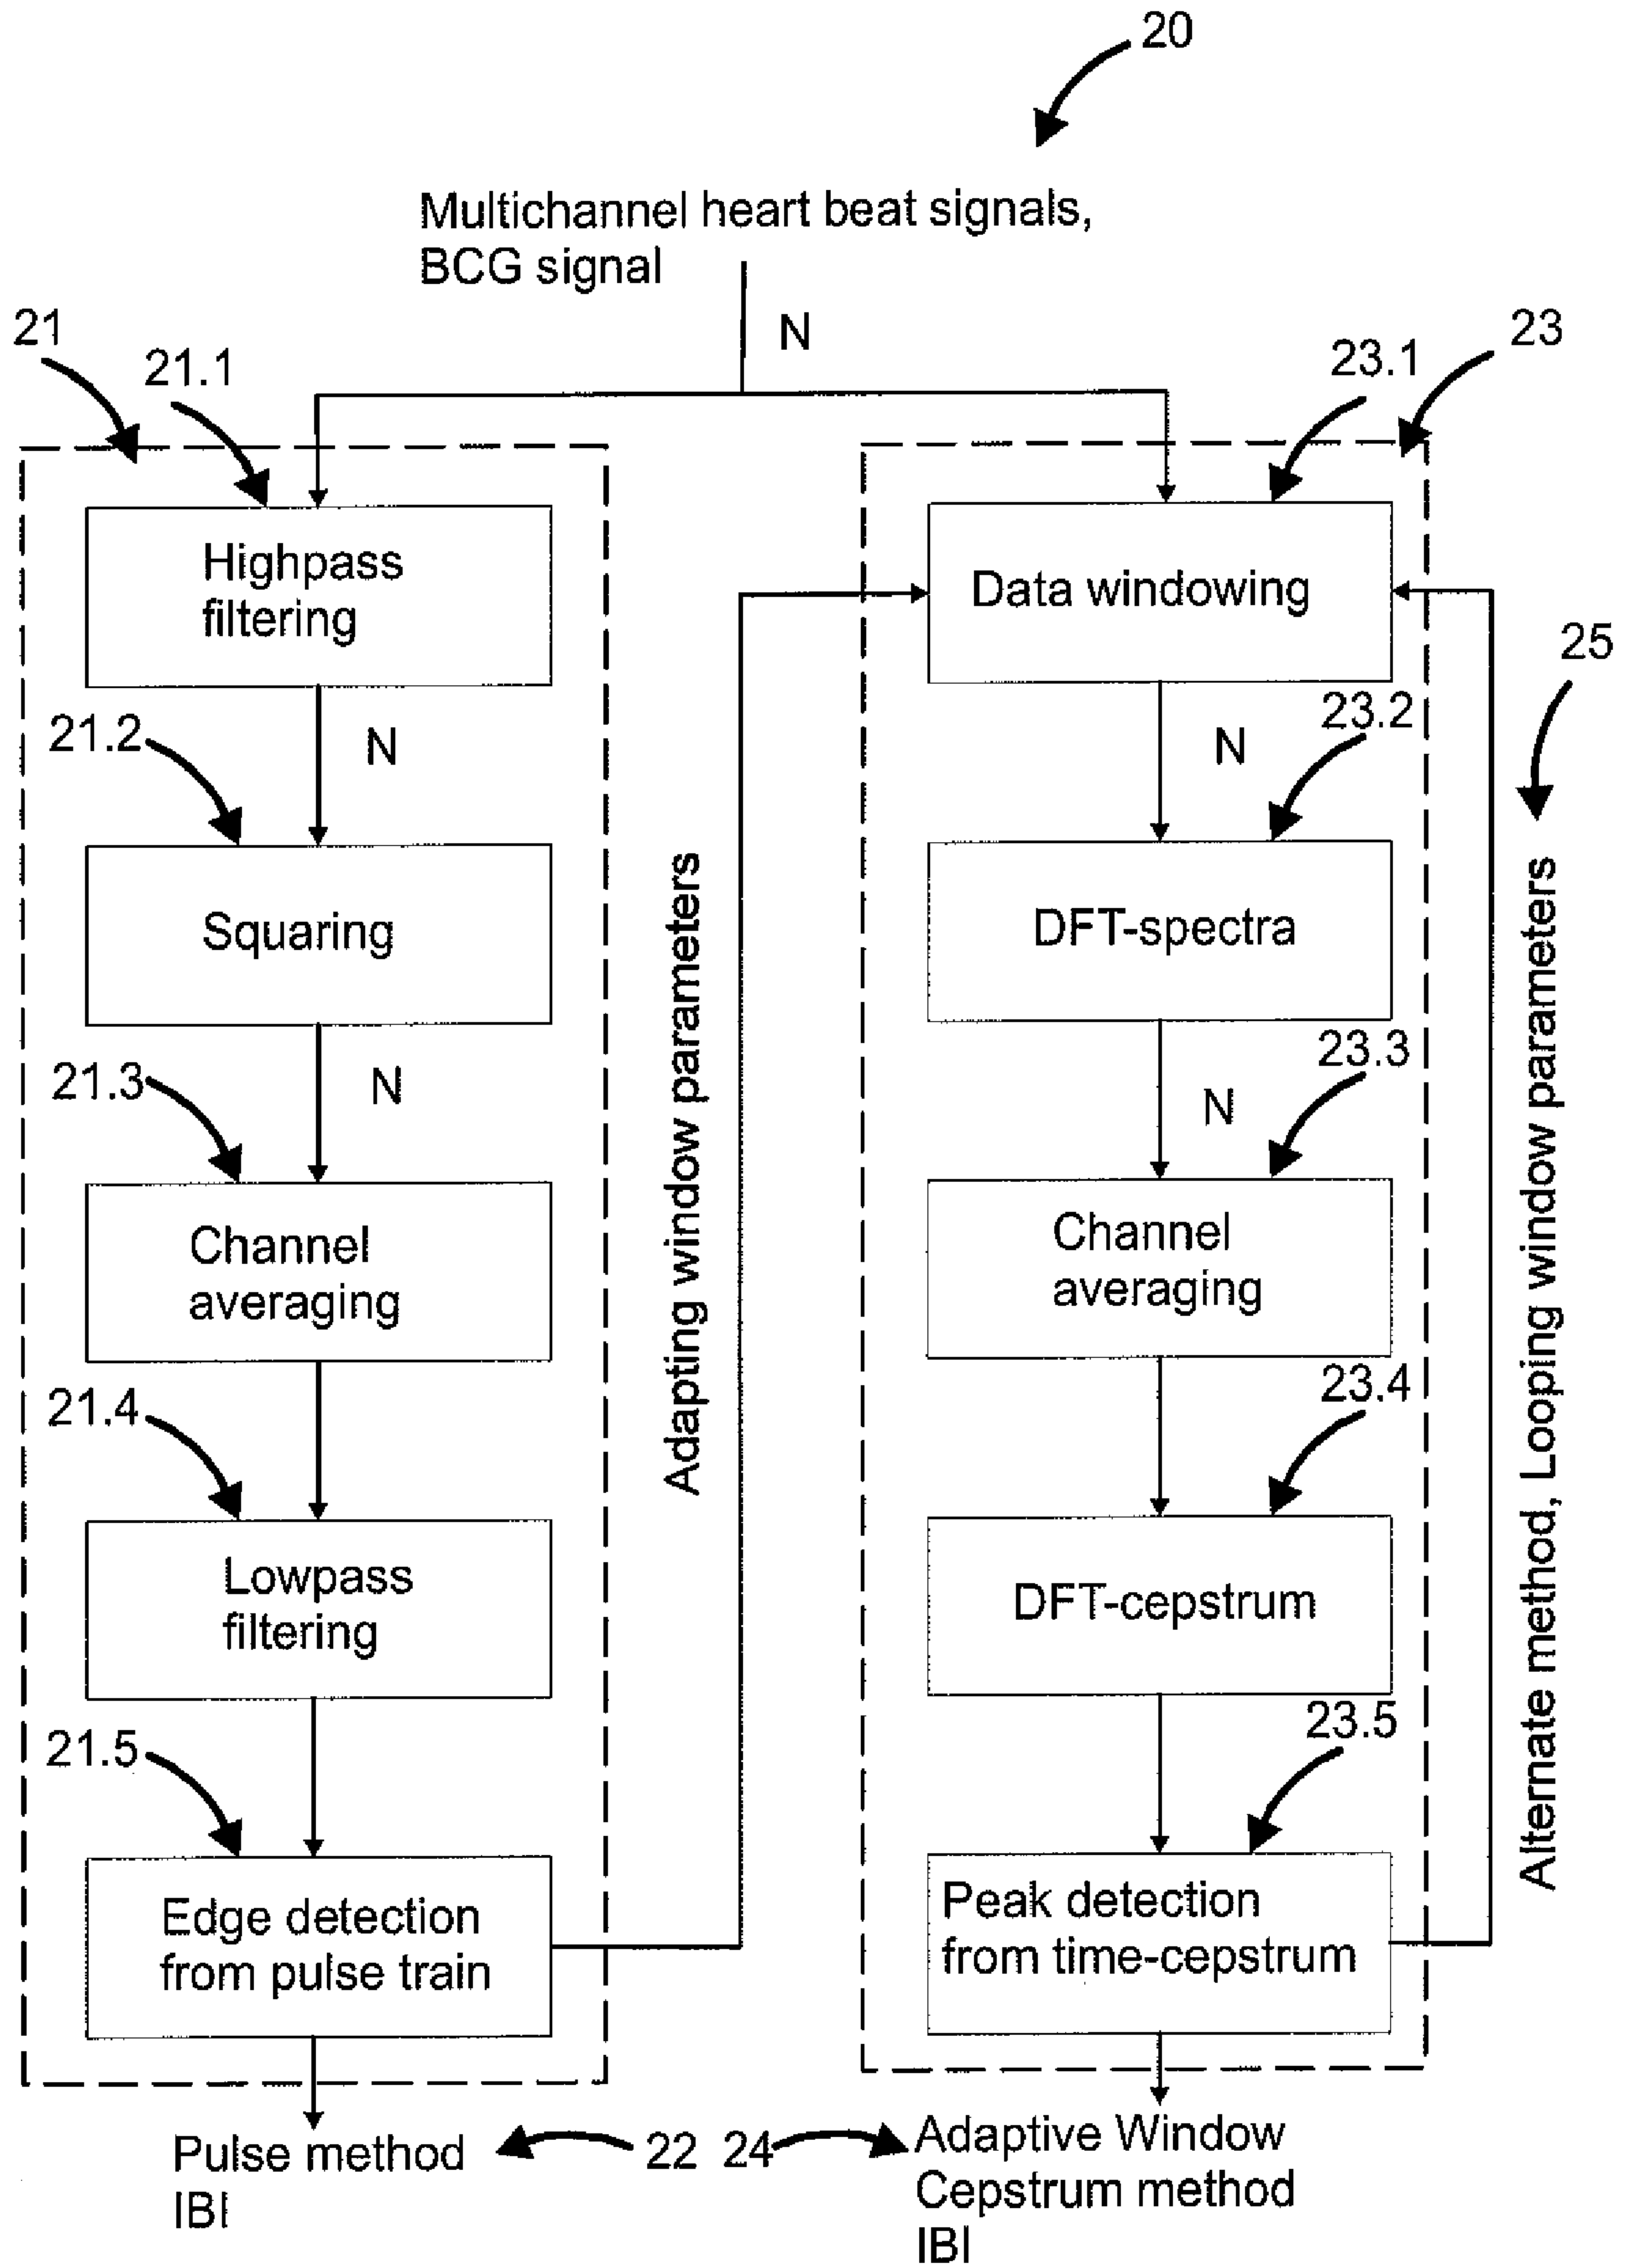 20
Multichannel heart beat signals,
BCG signal
N
21
21.1
23.1
23
Highpass
filtering
Data windowing
25
21.2
N
23.2
N
Squaring
DFT-spectra
21.3
N
23.3
N
Channel
averaging
Channel
averaging
Adapting window parameters
Alternate method, Looping window parameters
21.4
23.4
Lowpass
filtering
DFT-cepstrum
21.5
23.5
Edge detection
from pulse train
Peak detection
from time-cepstrum
Pulse method
IBI
22
24
Adaptive Window
Cepstrum method
IBI